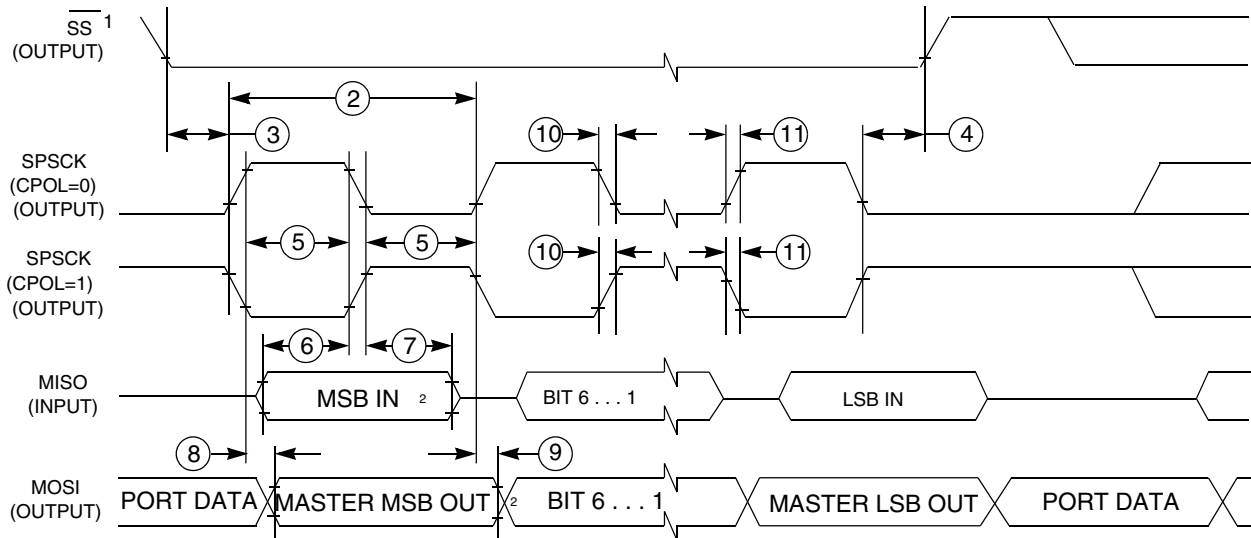 SS 1
(OUTPUT)
2
3
10
11
4
SPSCK
(CPOL=0)
(OUTPUT)
5
5
SPSCK
(CPOL=1)
(OUTPUT)
10
11
6
7
MISO
(INPUT)
MSB IN 2
BIT 6 . . . 1
LSB IN
8
9
MOSI
(OUTPUT)
PORT DATA
MASTER MSB OUT 2
BIT 6 . . . 1
MASTER LSB OUT
PORT DATA